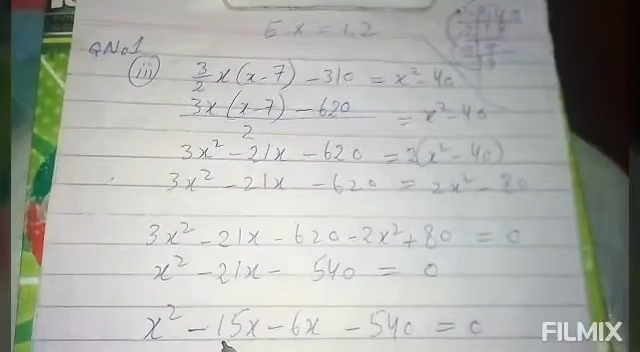 Ex = 1.2
Q No1
(iii) 3/2 x(x-7) - 310 = x² - 40
3x(x-7) - 620 / 2 = x² - 40
3x² - 21x - 620 = 2(x² - 40)
3x² - 21x - 620 = 2x² - 80
3x² - 21x - 620 - 2x² + 80 = 0
x² - 21x - 540 = 0
x² - 15x - 6x - 540 = 0
FILMIX